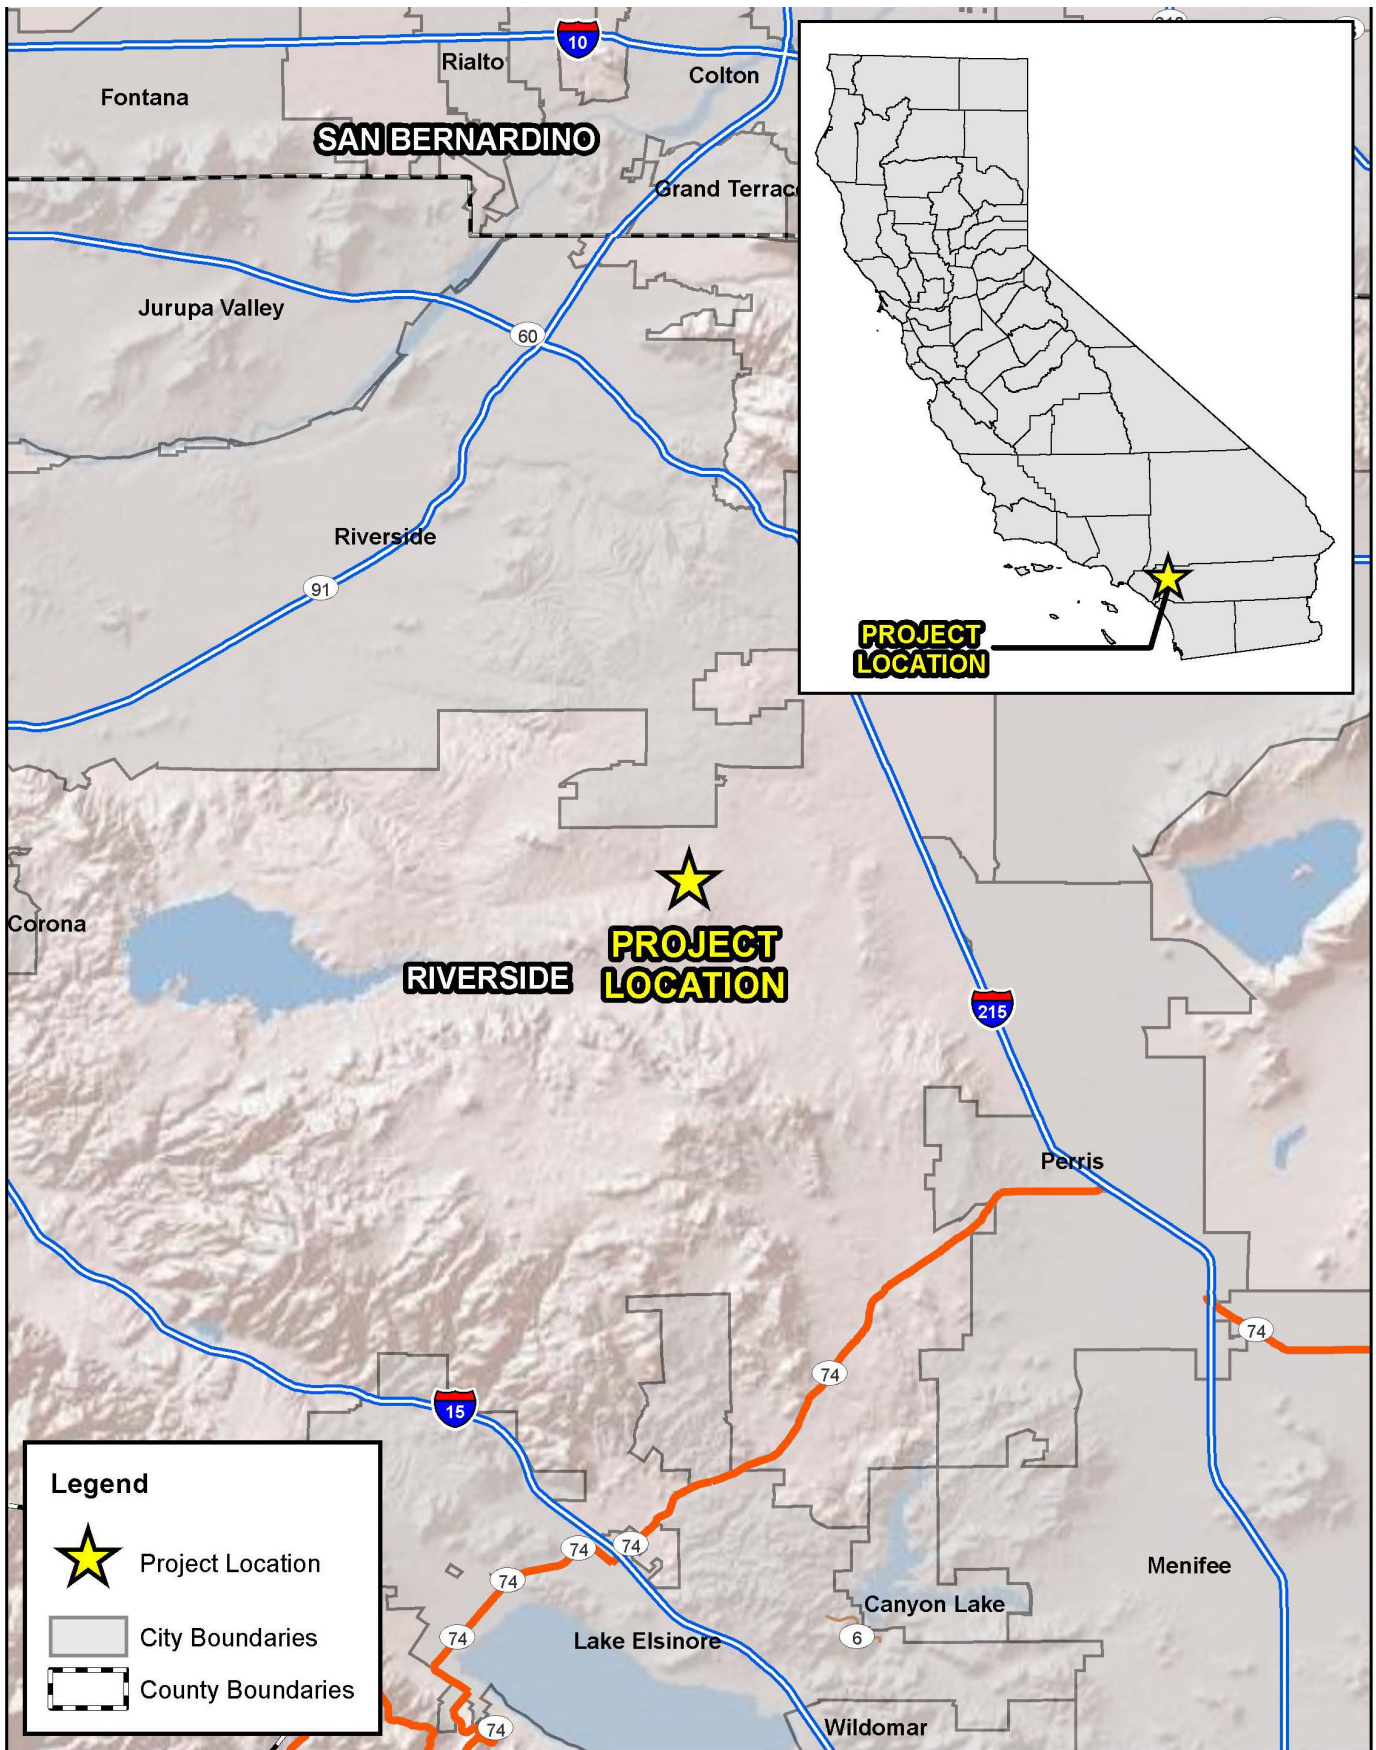 10
Rialto
Colton
Fontana
SAN BERNARDINO
Grand Terrac
Jurupa Valley
60
Riverside
91
PROJECT
LOCATION
Corona
RIVERSIDE
PROJECT
LOCATION
215
Perris
74
74
15
74
74
74
74
74
Menifee
Canyon Lake
6
Lake Elsinore
Wildomar
Legend
Project Location
City Boundaries
County Boundaries